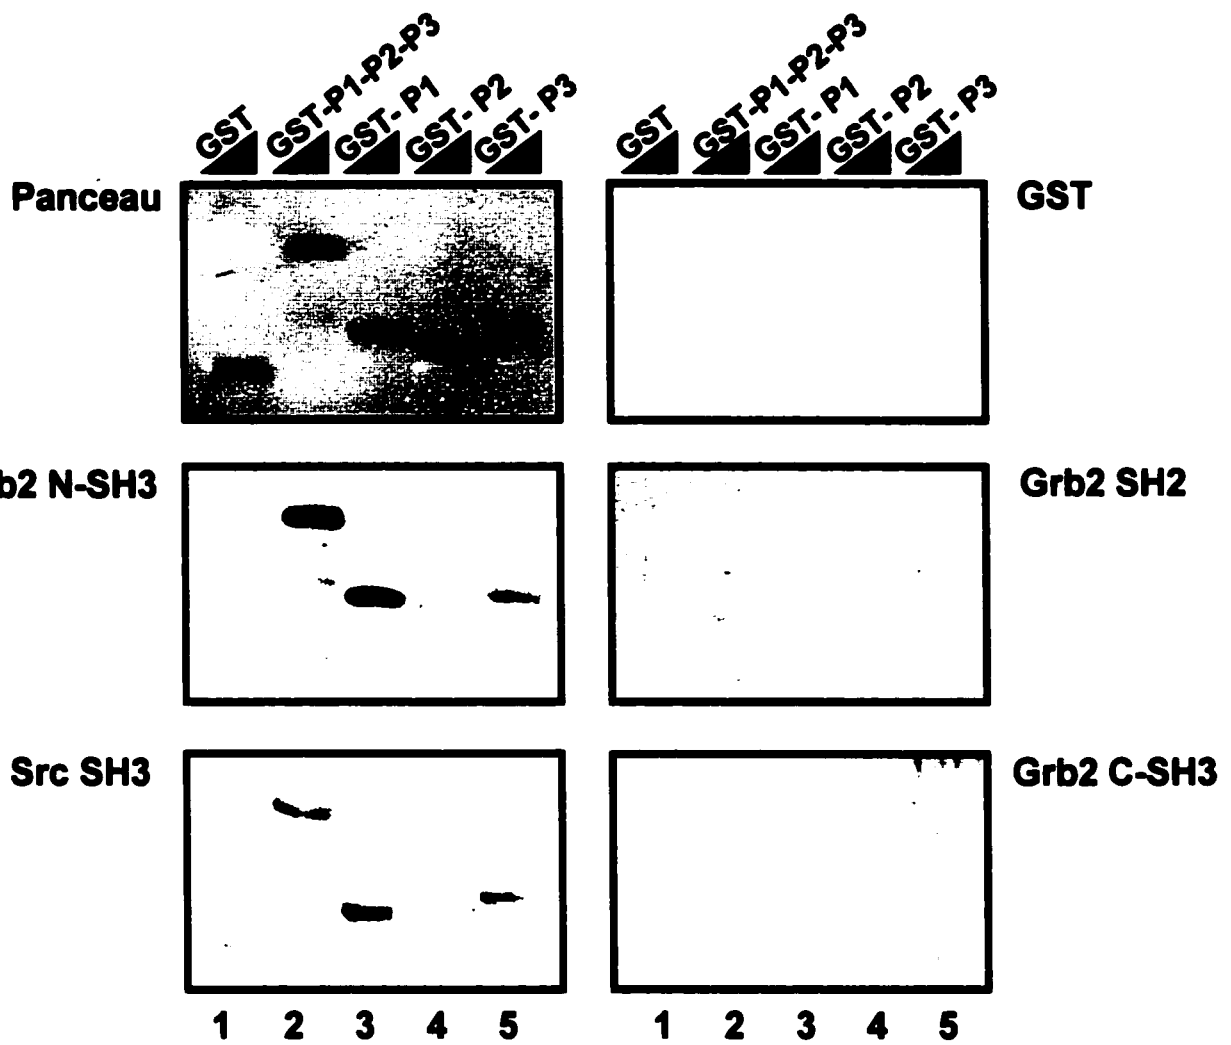 GST GST-P1-P2-P3 GST- P1 GST- P2 GST- P3 GST GST-P1-P2-P3 GST- P1 GST- P2 GST- P3
Panceau GST
b2 N-SH3 Grb2 SH2
Src SH3 Grb2 C-SH3
1 2 3 4 5 1 2 3 4 5